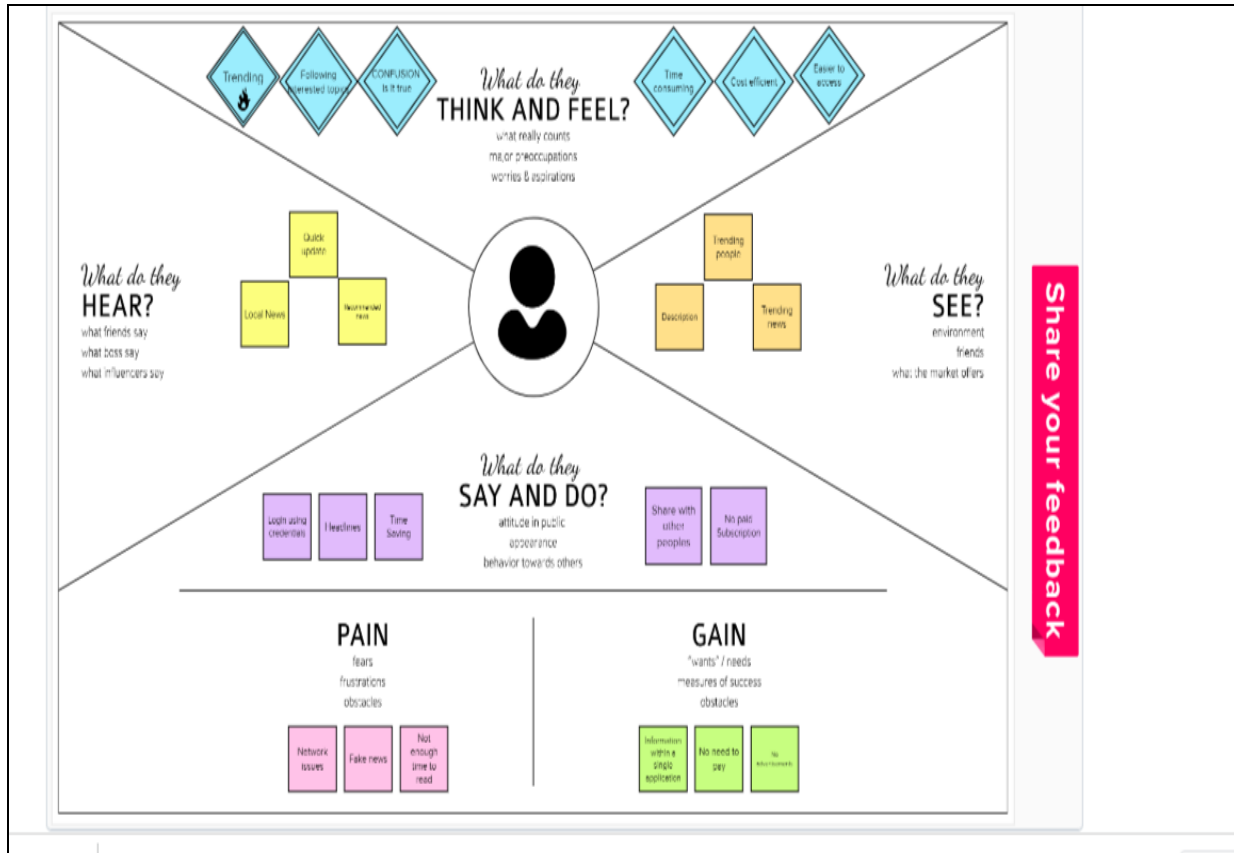 Trending
Following
interested topics
CONFUSION
Is it true
What do they
THINK AND FEEL?
what really counts
major preoccupations
worries & aspirations
Time
consuming
Cost efficient
Easier to
access
What do they
HEAR?
what friends say
what boss say
what influencers say
Quick
update
Local News
Recommended
news
Trending
people
Description
Trending
news
What do they
SEE?
environment
friends
what the market offers
What do they
SAY AND DO?
attitude in public
appearance
behavior towards others
Login using
credentials
Headlines
Time
Saving
Share with
other
peoples
No paid
Subscription
PAIN
fears
frustrations
obstacles
Network
issues
Fake news
Not
enough
time to
read
GAIN
"wants" / needs
measures of success
obstacles
Information
within a
single
application
No need to
pay
No
Share your feedback